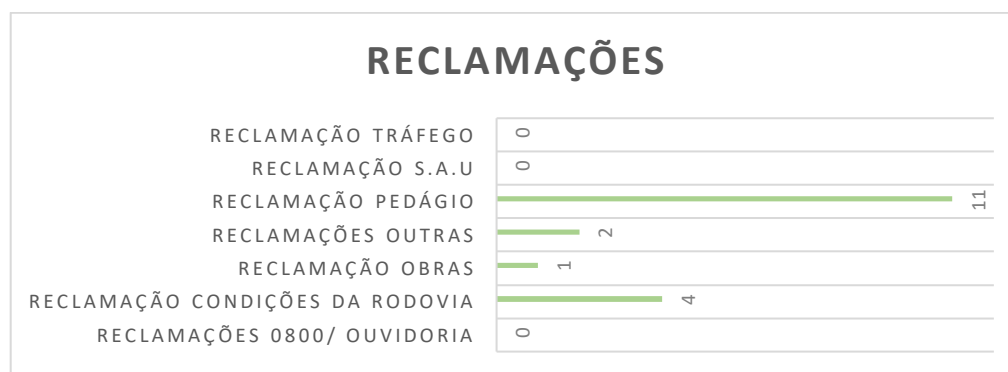 RECLAMAÇÕES
RECLAMAÇÃO TRÁFEGO 0
RECLAMAÇÃO S.A.U 0
RECLAMAÇÃO PEDÁGIO 11
RECLAMAÇÕES OUTRAS 2
RECLAMAÇÃO OBRAS 1
RECLAMAÇÃO CONDIÇÕES DA RODOVIA 4
RECLAMAÇÕES 0800/ OUVIDORIA 0